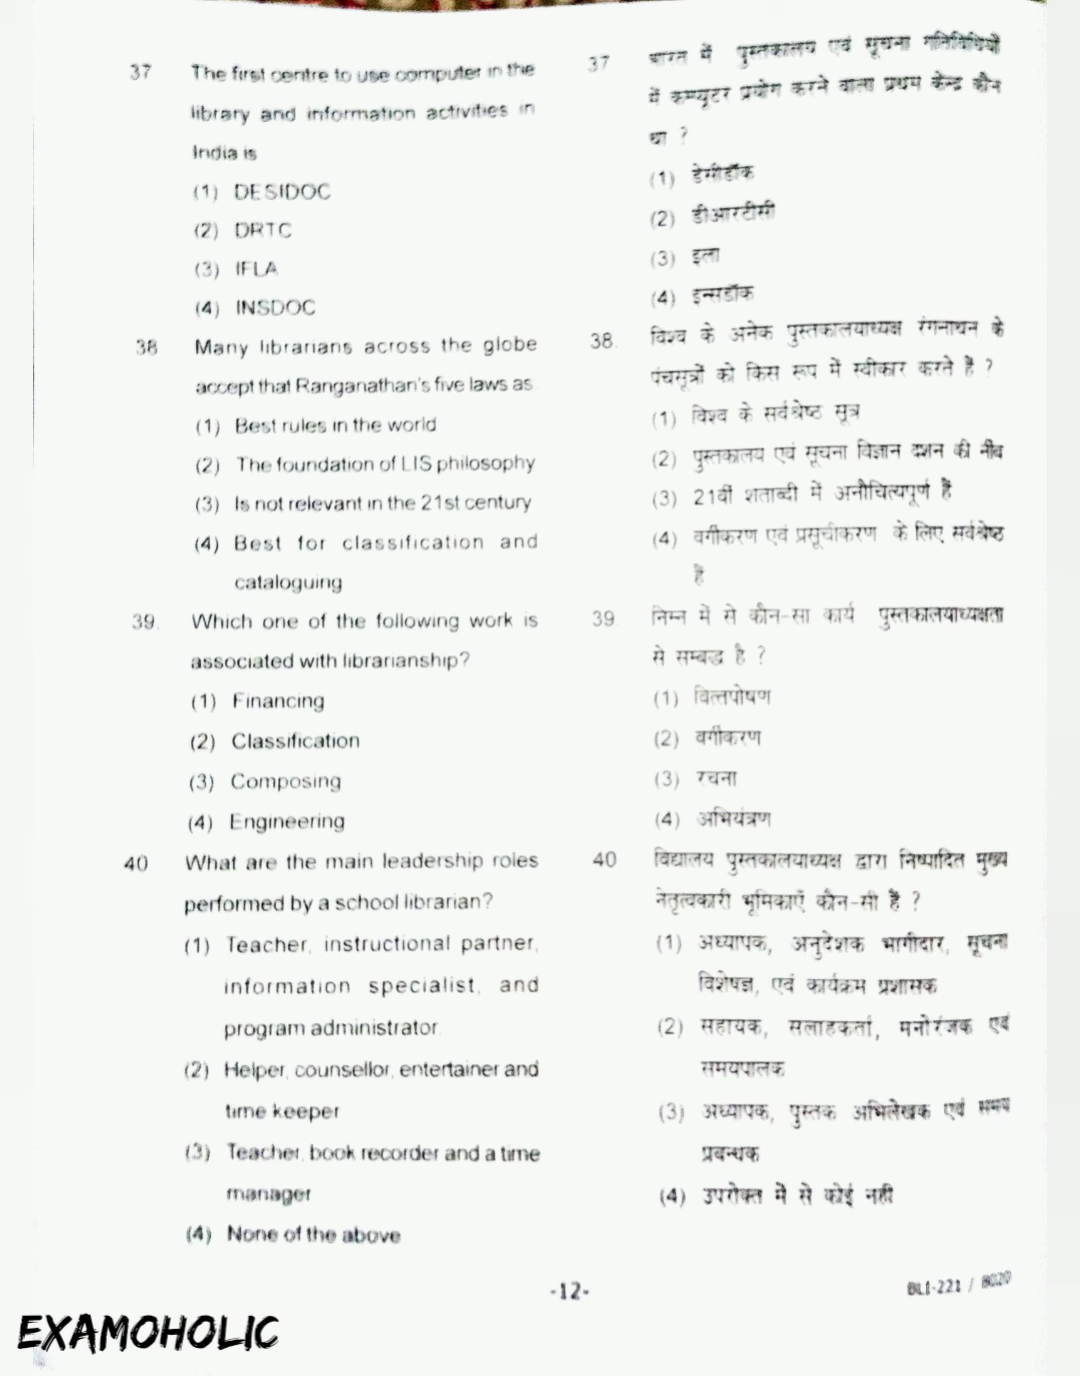 37 The first centre to use computer in the
library and information activities in
India is
(1) DESIDOC
(2) DRTC
(3) IFLA
(4) INSDOC
38 Many librarians across the globe
accept that Ranganathan's five laws as
(1) Best rules in the world
(2) The foundation of LIS philosophy
(3) Is not relevant in the 21st century
(4) Best for classification and
cataloguing
39. Which one of the following work is
associated with librarianship?
(1) Financing
(2) Classification
(3) Composing
(4) Engineering
40 What are the main leadership roles
performed by a school librarian?
(1) Teacher, instructional partner,
information specialist, and
program administrator
(2) Helper, counsellor, entertainer and
time keeper
(3) Teacher, book recorder and a time
manager
(4) None of the above
37 भारत में पुस्तकालय एवं सूचना गतिविधियों
में कम्प्यूटर प्रयोग करने वाला प्रथम केन्द्र कौन
था ?
(1) डेसीडॉक
(2) डीआरटीसी
(3) इला
(4) इन्सडॉक
38. विश्व के अनेक पुस्तकालयाध्यक्ष रंगनाथन के
पंचसूत्रों को किस रूप में स्वीकार करते है ?
(1) विश्व के सर्वश्रेष्ठ सूत्र
(2) पुस्तकालय एवं सूचना विज्ञान दर्शन की नींव
(3) 21वीं शताब्दी में अनौचित्यपूर्ण हैं
(4) वर्गीकरण एवं प्रसूचीकरण के लिए सर्वश्रेष्ठ
है
39. निम्न में से कौन-सा कार्य पुस्तकालयाध्यक्षता
से सम्बद्ध है ?
(1) वित्तपोषण
(2) वर्गीकरण
(3) रचना
(4) अभियंत्रण
40 विद्यालय पुस्तकालयाध्यक्ष द्वारा निष्पादित मुख्य
नेतृत्वकारी भूमिकाएँ कौन-सी हैं ?
(1) अध्यापक, अनुदेशक भागीदार, सूचना
विशेषज्ञ, एवं कार्यक्रम प्रशासक
(2) सहायक, सलाहकर्ता, मनोरंजक एवं
समयपालक
(3) अध्यापक, पुस्तक अभिलेखक एवं समय
प्रबन्धक
(4) उपरोक्त में से कोई नहीं
-12-
BLI-221 / 8020
EXAMOHOLIC